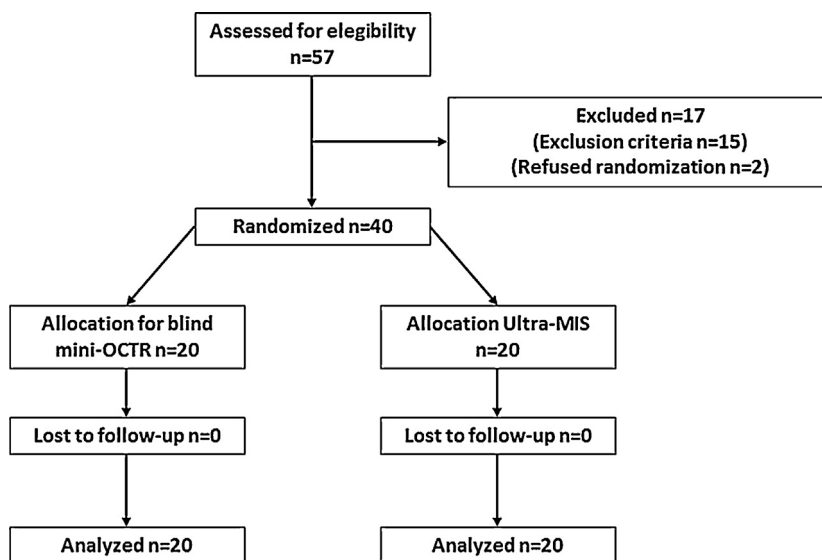 Assessed for elegibility
n=57
Excluded n=17
(Exclusion criteria n=15)
(Refused randomization n=2)
Randomized n=40
Allocation for blind
mini-OCTR n=20
Allocation Ultra-MIS
n=20
Lost to follow-up n=0
Lost to follow-up n=0
Analyzed n=20
Analyzed n=20